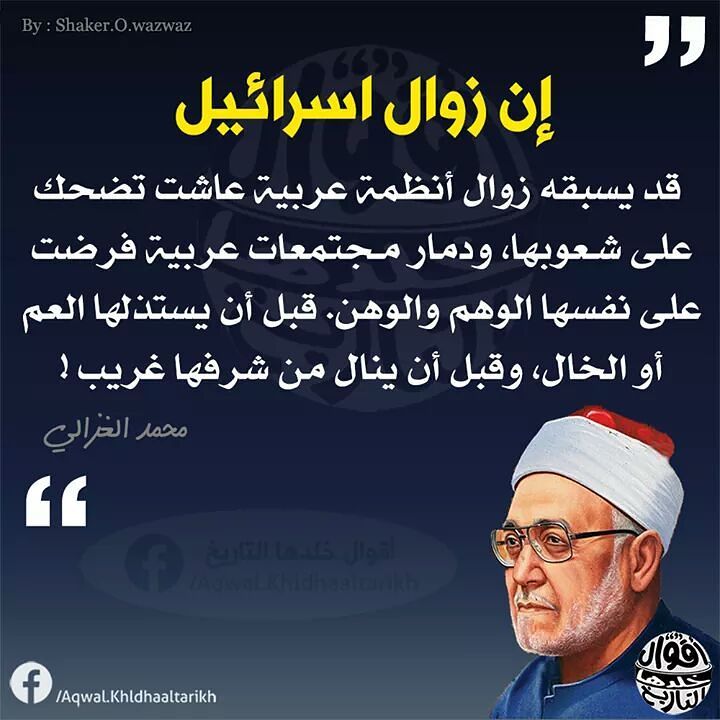 By : Shaker.O.wazwaz
إن زوال اسرائيل
قد يسبقه زوال أنظمة عربية عاشت تضحك
على شعوبها، ودمار مجتمعات عربية فرضت
على نفسها الوهم والوهن. قبل أن يستذلها العم
أو الخال، وقبل أن ينال من شرفها غريب !
محمد الغزالي
أقوال خلدها التاريخ
/Aqwal.Khldhaaltarikh
/Aqwal.Khldhaaltarikh
أقوال
خلدها
التاريخ